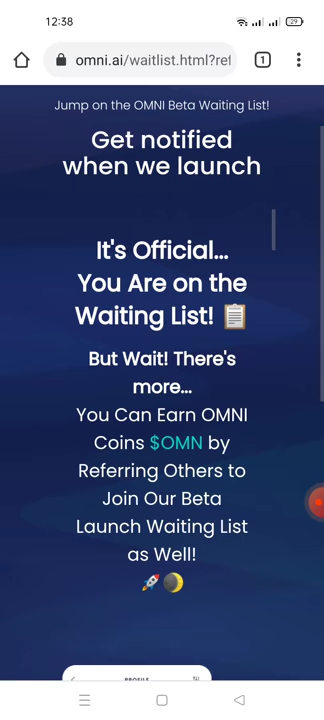 12:38
29
omni.ai/waitlist.html?ref
1
Jump on the OMNI Beta Waiting List!
Get notified
when we launch
It's Official...
You Are on the
Waiting List! 📋
But Wait! There's
more...
You Can Earn OMNI
Coins $OMN by
Referring Others to
Join Our Beta
Launch Waiting List
as Well!
🚀🌒
PROFILE